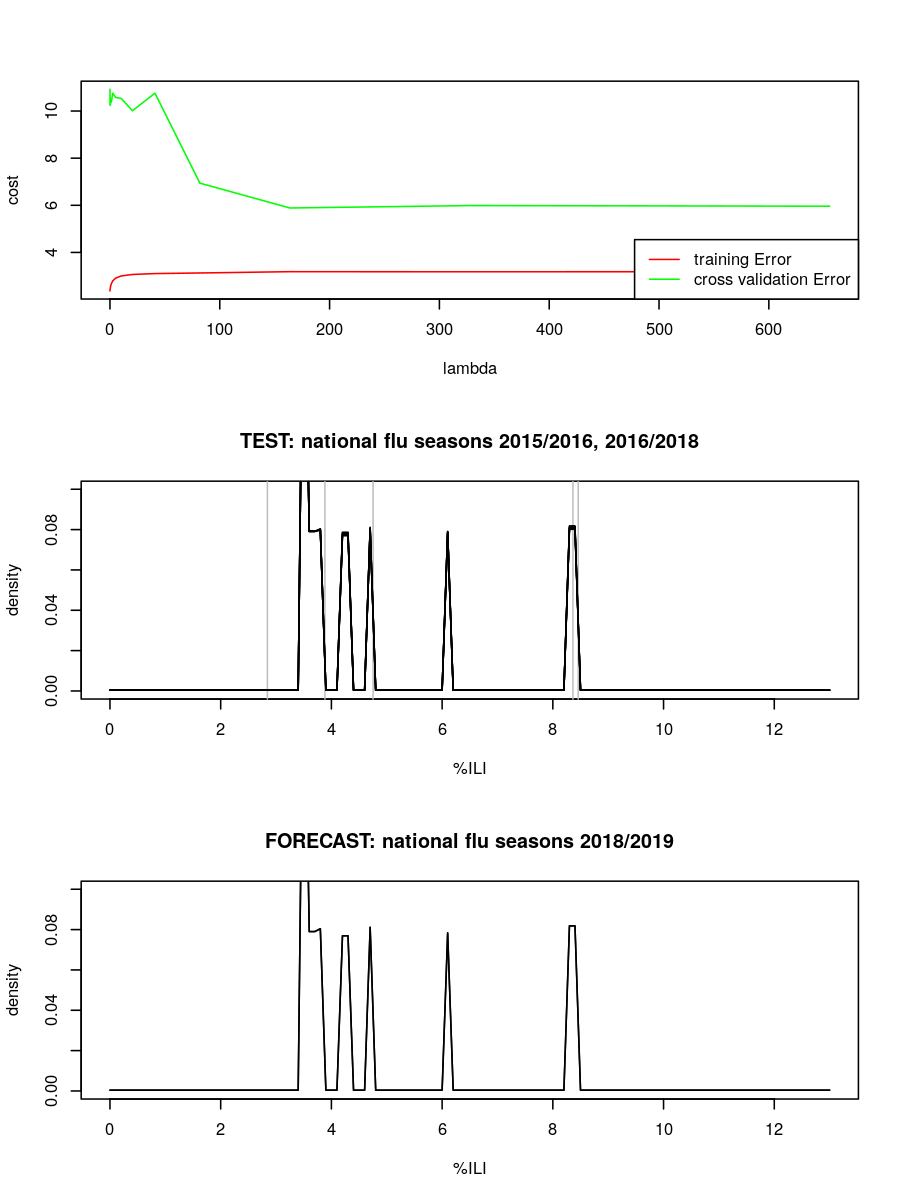 10
8
6
4
cost
training Error
cross validation Error
0 100 200 300 400 500 600
lambda
TEST: national flu seasons 2015/2016, 2016/2018
0.08
0.04
0.00
density
0 2 4 6 8 10 12
%ILI
FORECAST: national flu seasons 2018/2019
0.08
0.04
0.00
density
0 2 4 6 8 10 12
%ILI